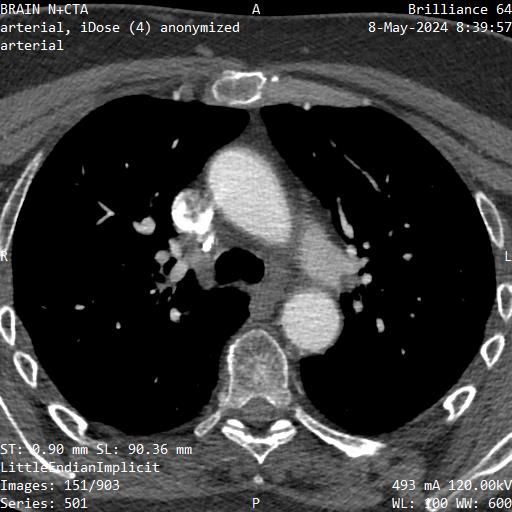 BRAIN N+CTA
A
Brilliance 64
arterial, iDose (4) anonymized
8-May-2024 8:39:57
arterial
R
L
ST: 0.90 mm SL: 90.36 mm
LittleEndianImplicit
Images: 151/903
493 mA 120.00kV
Series: 501
P
WL: 100 WW: 600